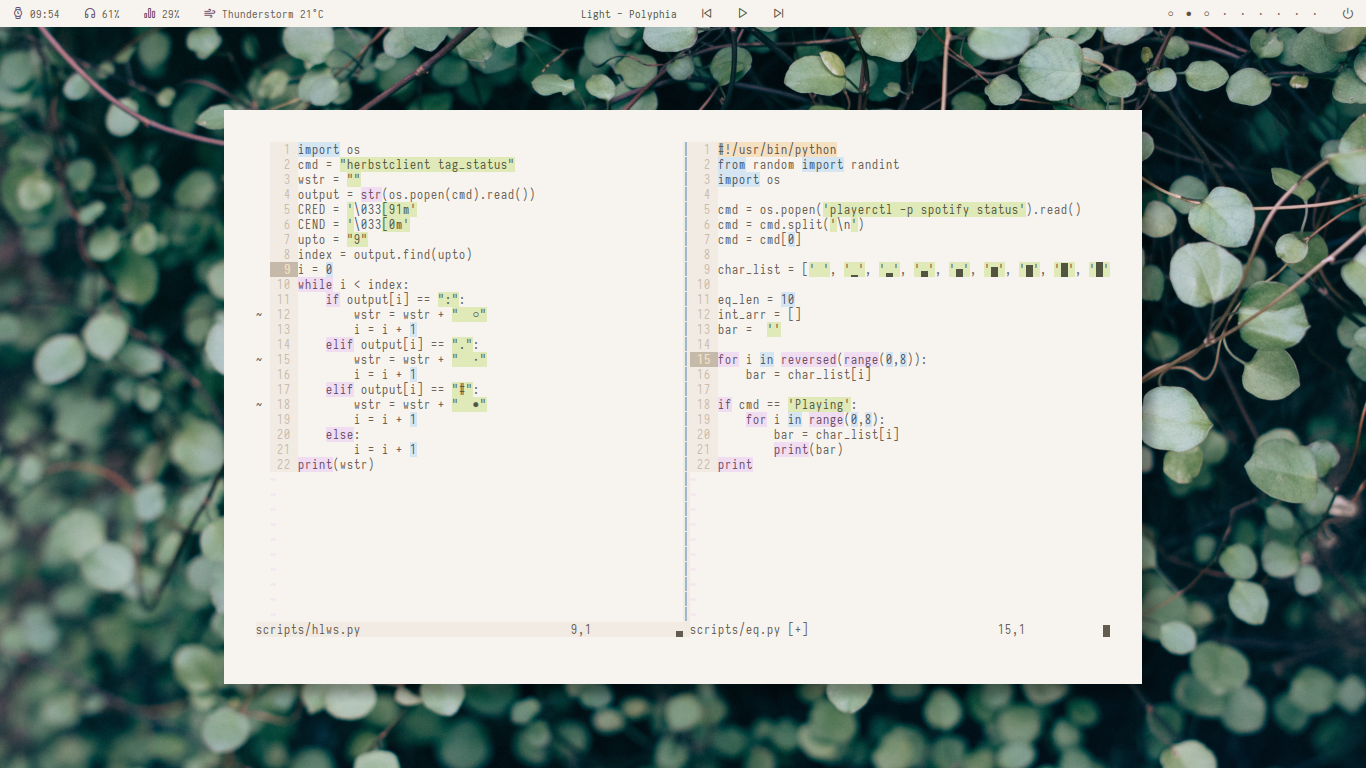 09:54 61% 29% Thunderstorm 21°C Light - Polyphia
1 import os
2 cmd = "herbstclient tag_status"
3 wstr = ""
4 output = str(os.popen(cmd).read())
5 CRED = '\033[91m'
6 CEND = '\033[0m'
7 upto = "9"
8 index = output.find(upto)
9 i = 0
10 while i < index:
11     if output[i] == ":":
~ 12         wstr = wstr + "  ○"
13         i = i + 1
14     elif output[i] == ".":
~ 15         wstr = wstr + "  ·"
16         i = i + 1
17     elif output[i] == "#":
~ 18         wstr = wstr + "  ●"
19         i = i + 1
20     else:
21         i = i + 1
22 print(wstr)
scripts/hlws.py 9,1
1 #!/usr/bin/python
2 from random import randint
3 import os
4
5 cmd = os.popen('playerctl -p spotify status').read()
6 cmd = cmd.split('\n')
7 cmd = cmd[0]
8
9 char_list = [' ', '▁', '▂', '▃', '▄', '▅', '▆', '▇', '█'
10
11 eq_len = 10
12 int_arr = []
13 bar =  ''
14
15 for i in reversed(range(0,8)):
16     bar = char_list[i]
17
18 if cmd == 'Playing':
19     for i in range(0,8):
20         bar = char_list[i]
21         print(bar)
22 print
scripts/eq.py [+] 15,1